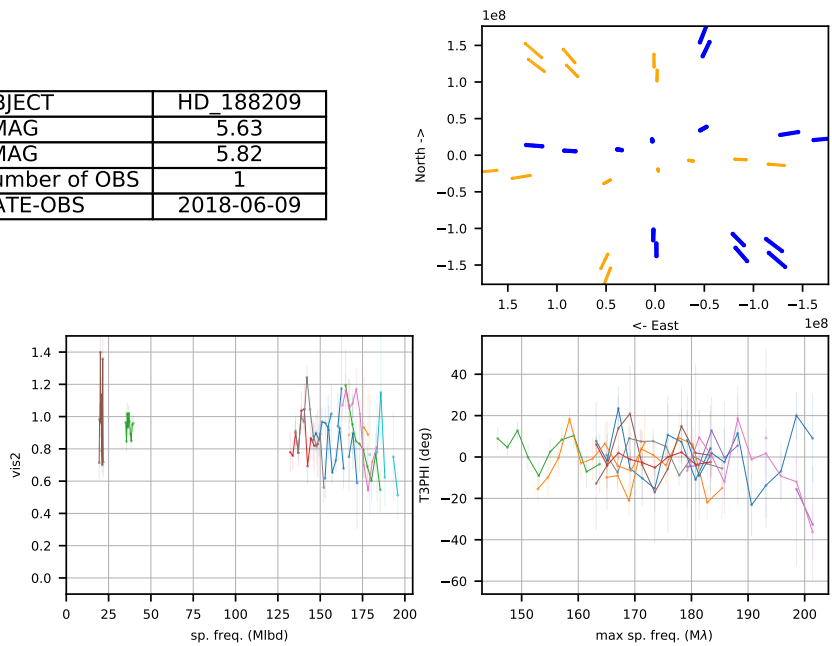 BJECT HD_188209
MAG 5.63
MAG 5.82
umber of OBS 1
ATE-OBS 2018-06-09
1e8
1.5
1.0
0.5
0.0
−0.5
−1.0
−1.5
North ->
1.5 1.0 0.5 0.0 −0.5 −1.0 −1.5
<- East 1e8
1.4
1.2
1.0
0.8
0.6
0.4
0.2
0.0
vis2
0 25 50 75 100 125 150 175 200
sp. freq. (Mlbd)
40
20
0
−20
−40
−60
T3PHI (deg)
150 160 170 180 190 200
max sp. freq. (Mλ)